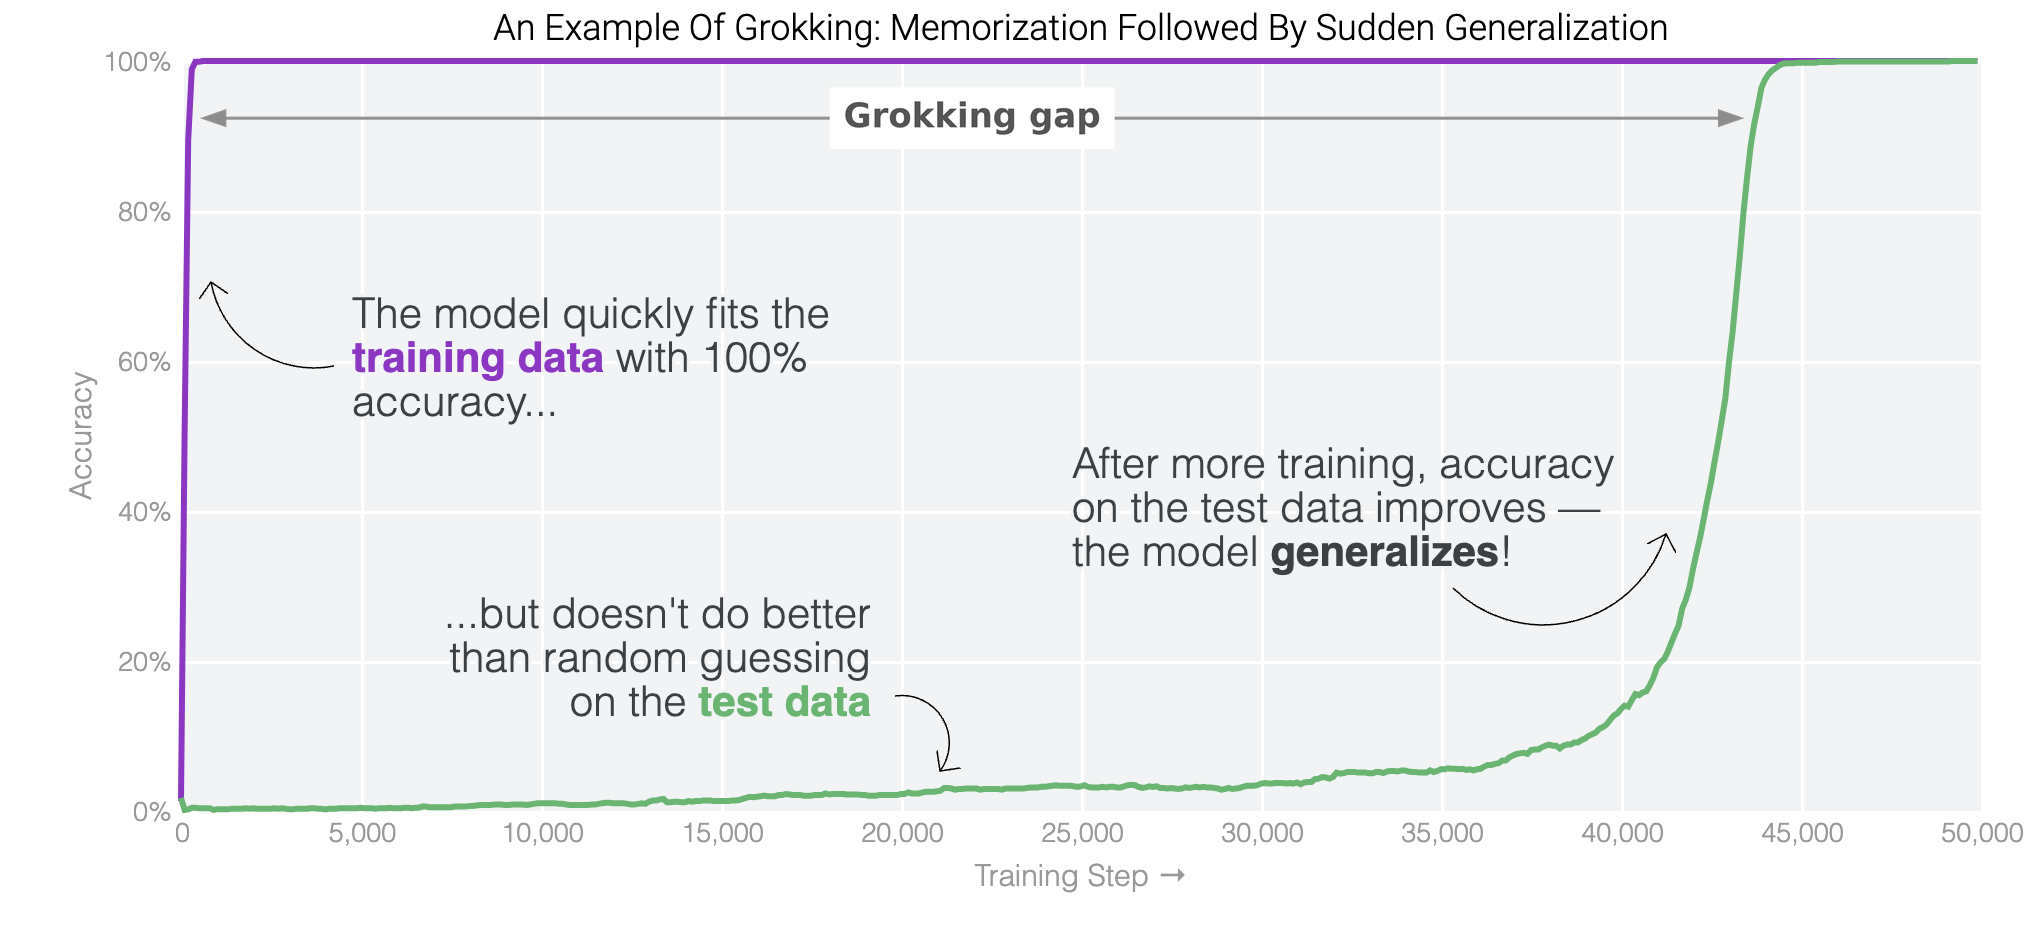 An Example Of Grokking: Memorization Followed By Sudden Generalization
100%
Grokking gap
80%
The model quickly fits the
training data with 100%
accuracy...
60%
Accuracy
After more training, accuracy
on the test data improves —
the model generalizes!
40%
...but doesn't do better
than random guessing
on the test data
20%
0%
0 5,000 10,000 15,000 20,000 25,000 30,000 35,000 40,000 45,000 50,000
Training Step →